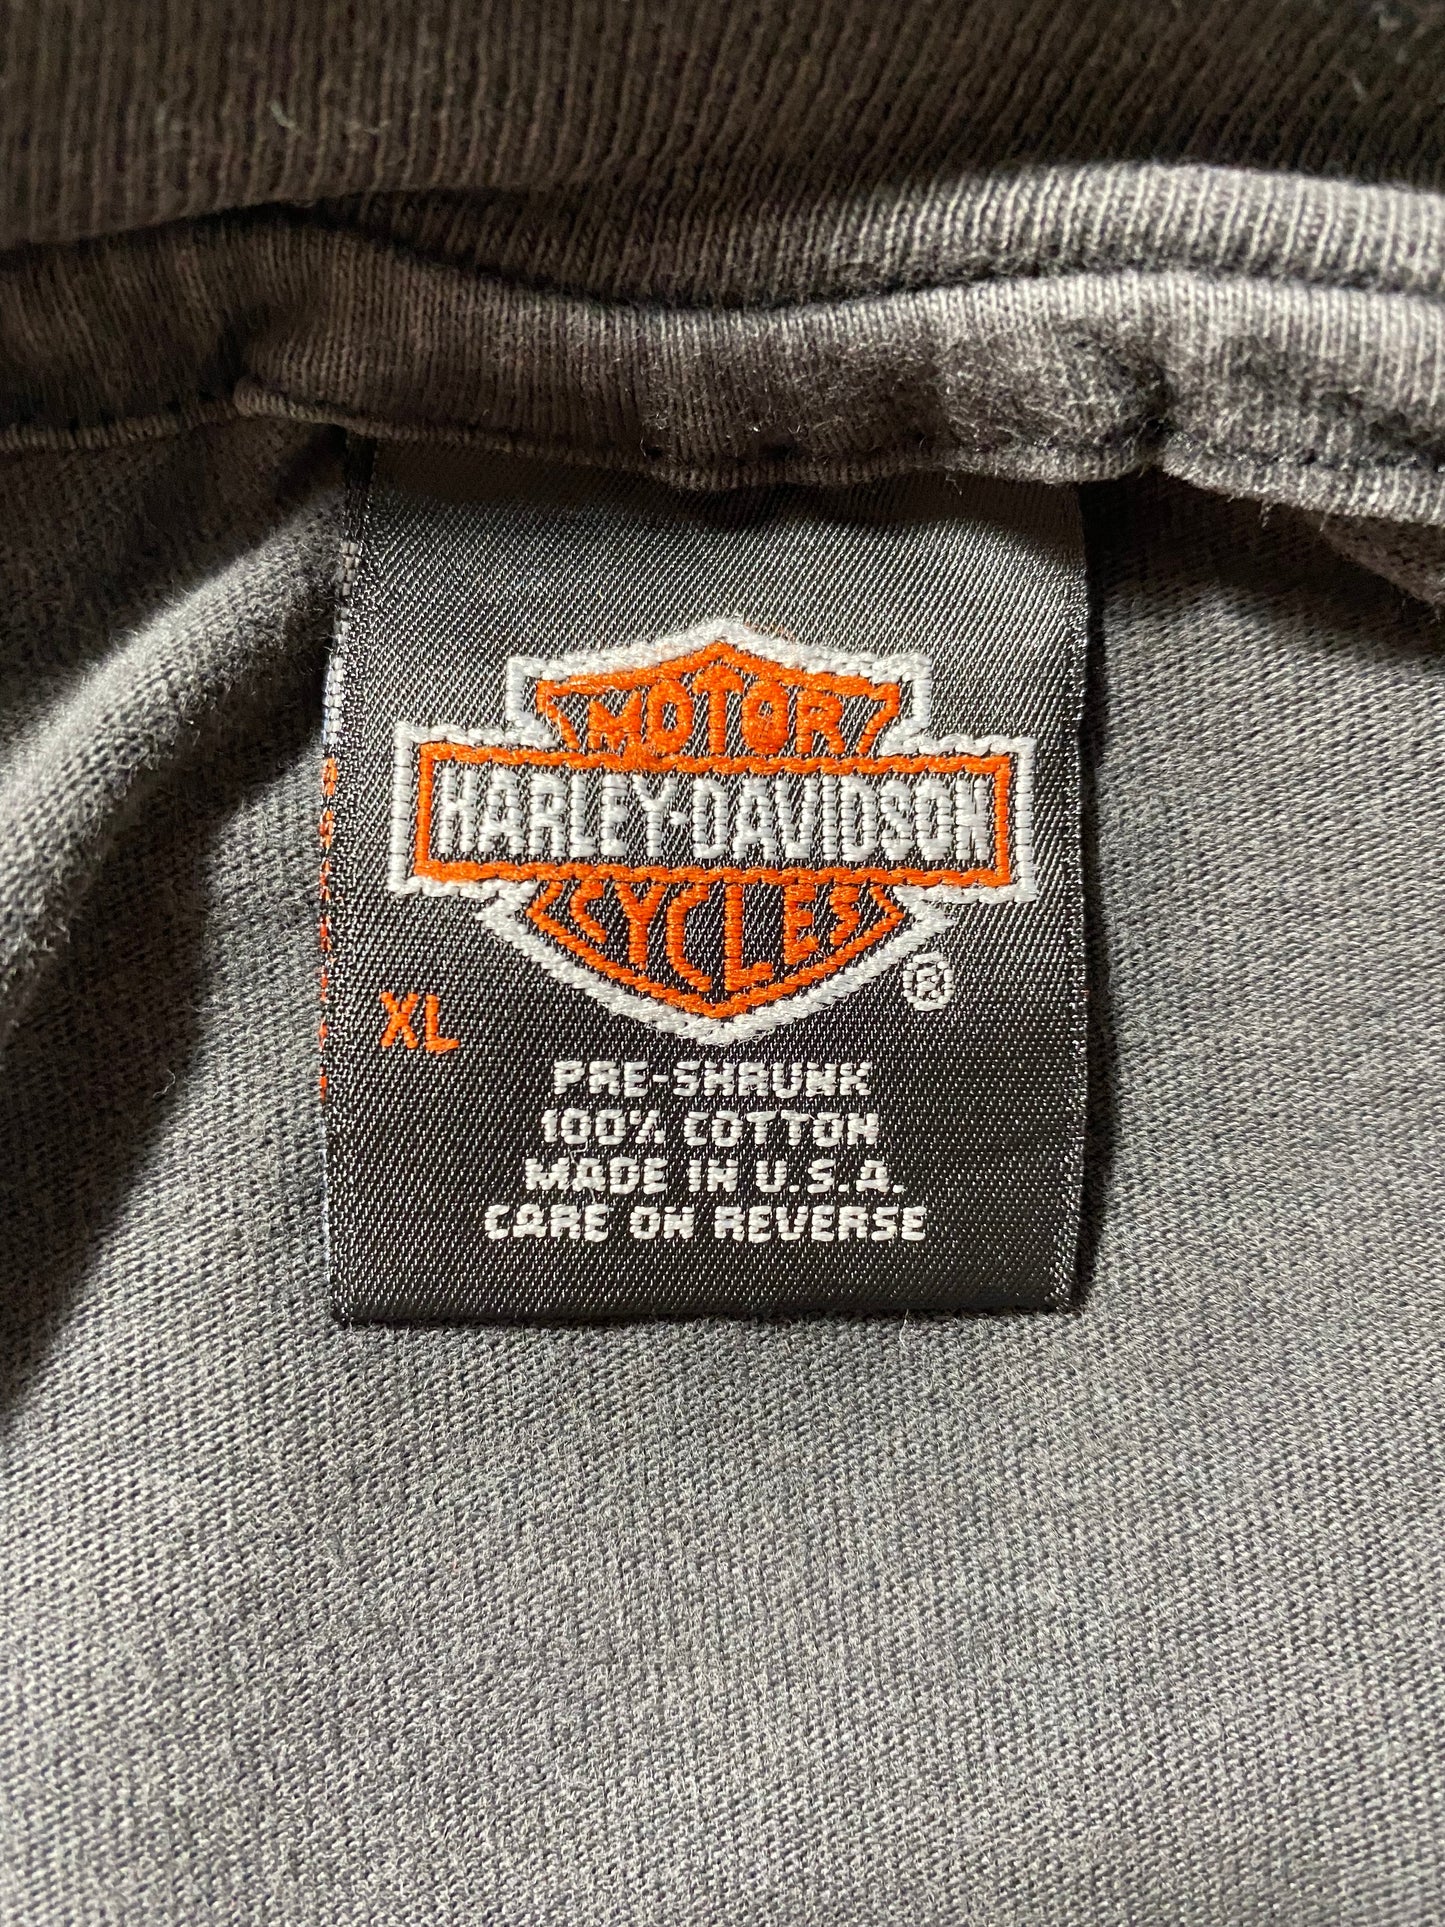 MOTOR
HARLEY-DAVIDSON
CYCLES
®
XL
PRE-SHRUNK
100% COTTON
MADE IN U.S.A.
CARE ON REVERSE